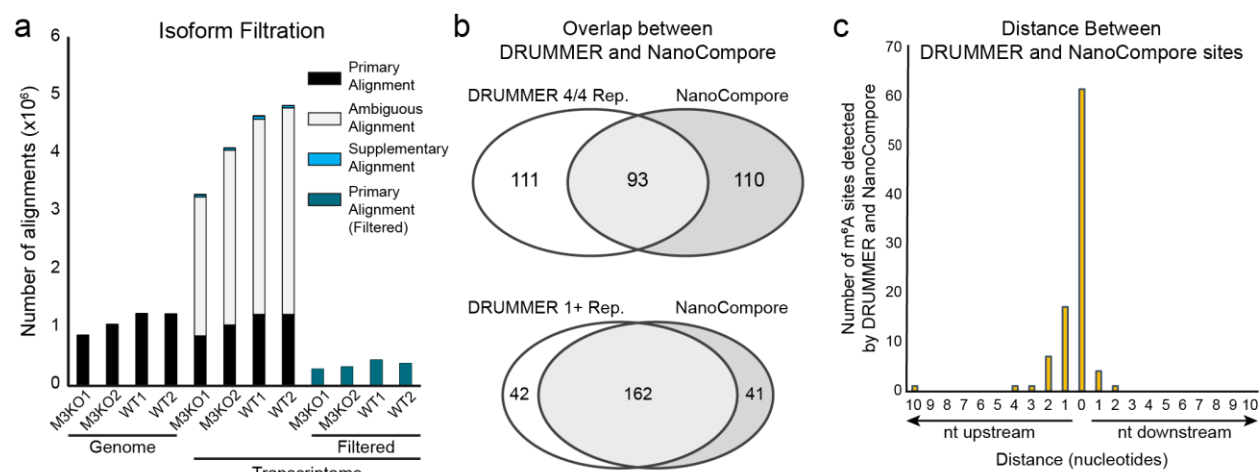 a
Isoform Filtration
Number of alignments (x10⁶)
6
5
4
3
2
1
0
Primary
Alignment
Ambiguous
Alignment
Supplementary
Alignment
Primary
Alignment
(Filtered)
M3KO1 M3KO2 WT1 WT2 M3KO1 M3KO2 WT1 WT2 M3KO1 M3KO2 WT1 WT2
Genome
Filtered
b
Overlap between
DRUMMER and NanoCompore
DRUMMER 4/4 Rep. NanoCompore
111 93 110
DRUMMER 1+ Rep. NanoCompore
42 162 41
c
Distance Between
DRUMMER and NanoCompore sites
Number of m⁶A sites detected
by DRUMMER and NanoCompore
70
60
50
40
30
20
10
0
10 9 8 7 6 5 4 3 2 1 0 1 2 3 4 5 6 7 8 9 10
nt upstream nt downstream
Distance (nucleotides)